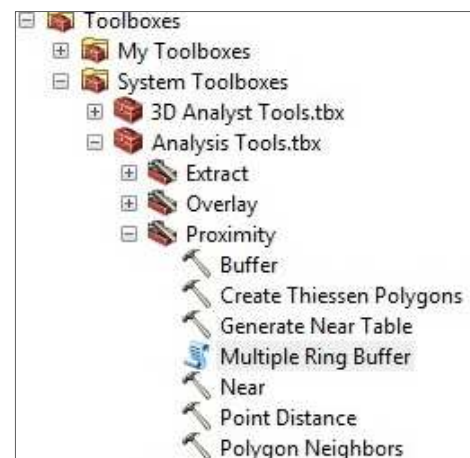 Toolboxes
My Toolboxes
System Toolboxes
3D Analyst Tools.tbx
Analysis Tools.tbx
Extract
Overlay
Proximity
Buffer
Create Thiessen Polygons
Generate Near Table
Multiple Ring Buffer
Near
Point Distance
Polygon Neighbors